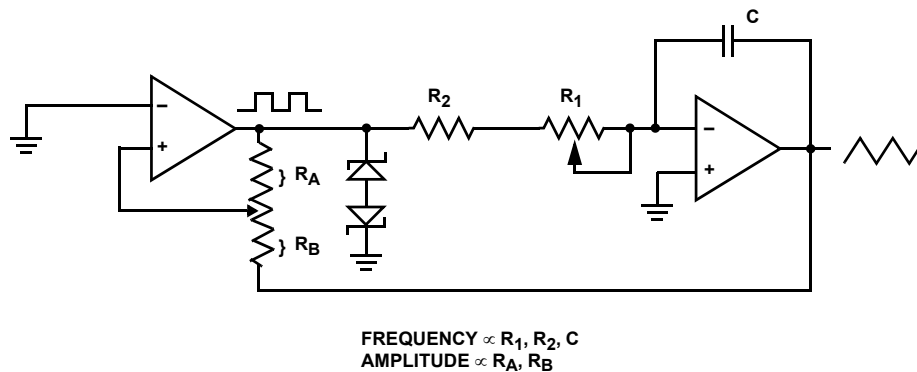 C
R2
R1
–
+
} RA
} RB
–
+
FREQUENCY ∝ R1, R2, C
AMPLITUDE ∝ RA, RB